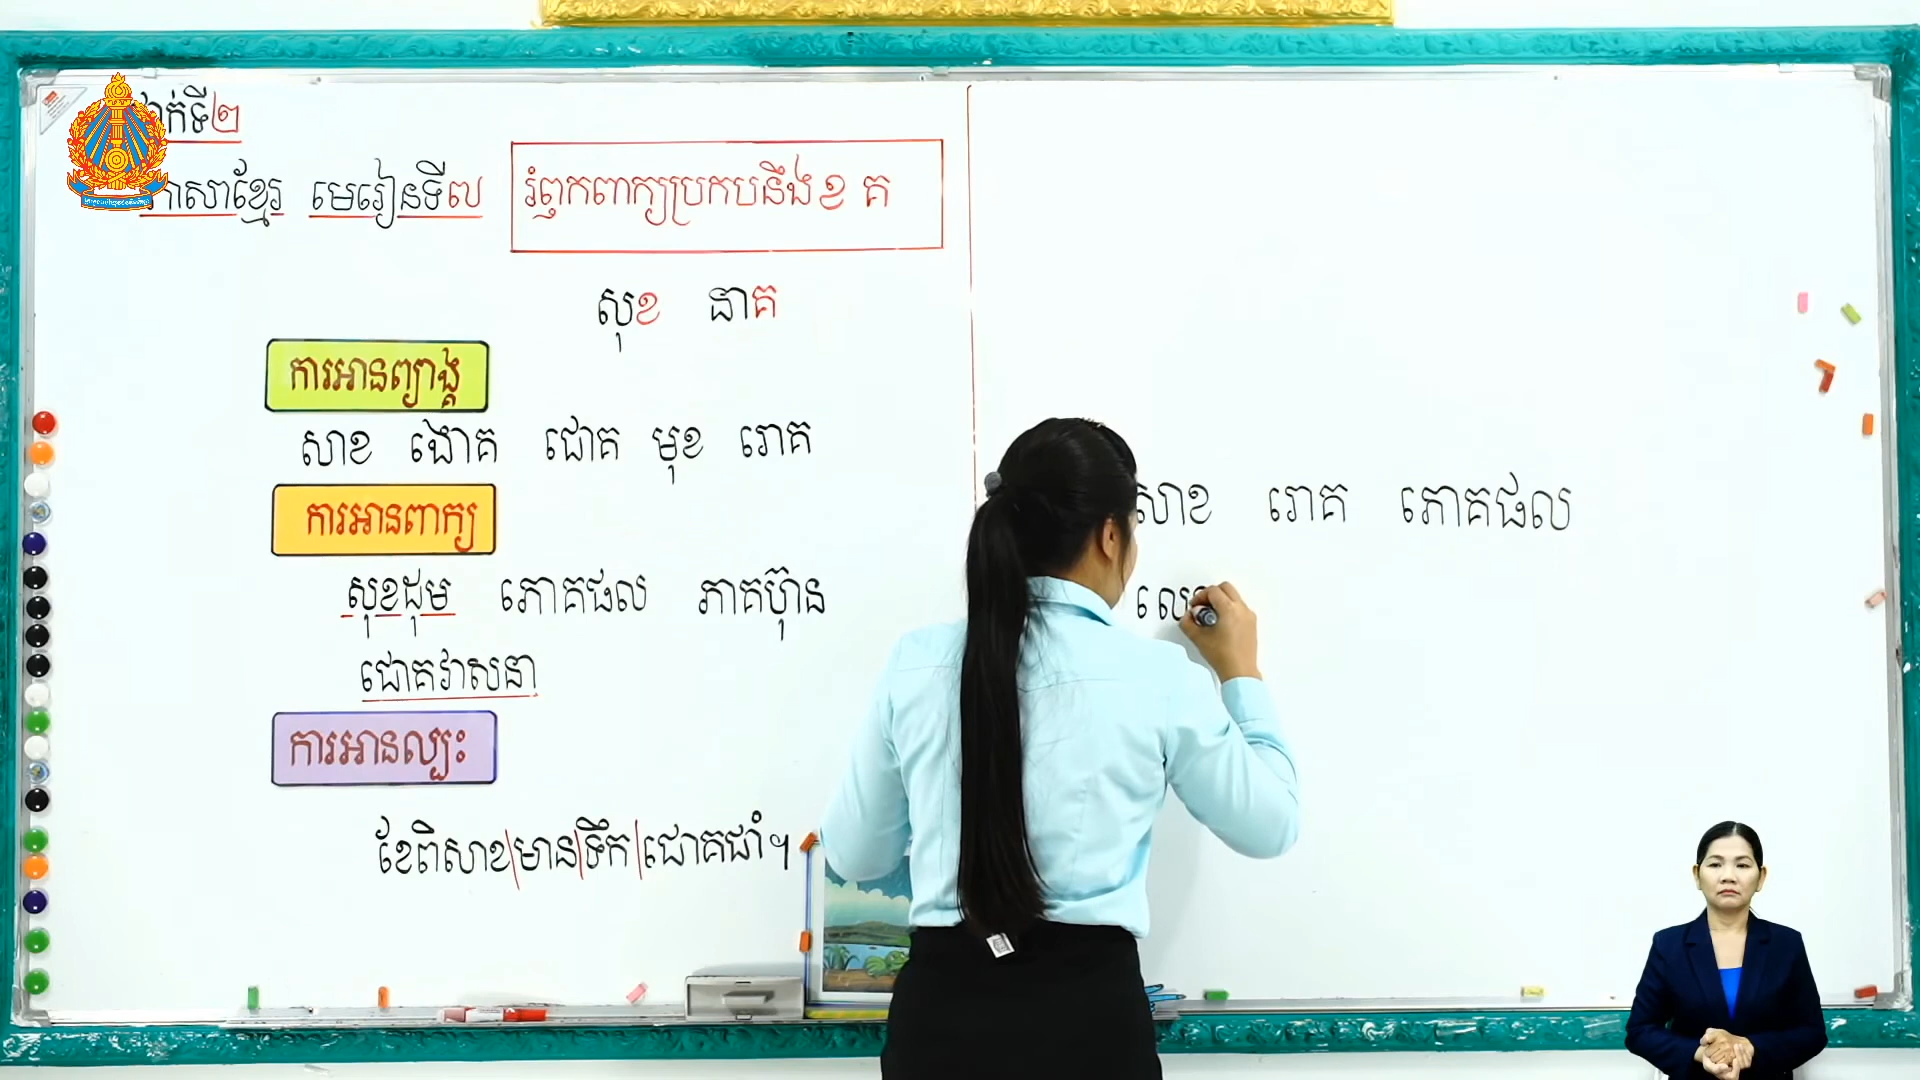 ទី២
ភាសាខ្មែរ មេរៀនទី៧
រំឭកពាក្យប្រកបនឹង ខ គ
សុខ នាគ
ការអានព្យាង្គ
សាខ ងោគ ជោគ មុខ រោគ
ការអានពាក្យ
សុខដុម ភោគផល ភាគហ៊ុន
ជោគវាសនា
ការអានល្បះ
ខែពិសាខ|មាន|ទឹក|ជោគជាំ។
សាខ រោគ ភោគផល